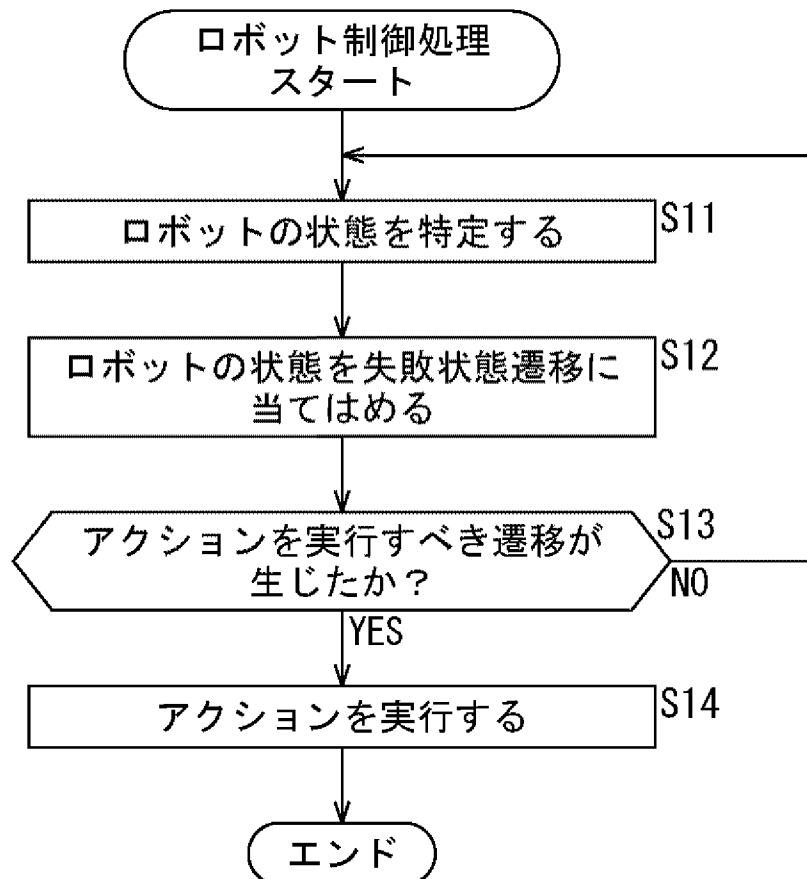 ロボット制御処理
スタート
ロボットの状態を特定する
S11
ロボットの状態を失敗状態遷移に
当てはめる
S12
アクションを実行すべき遷移が
生じたか?
S13
NO
YES
アクションを実行する
S14
エンド